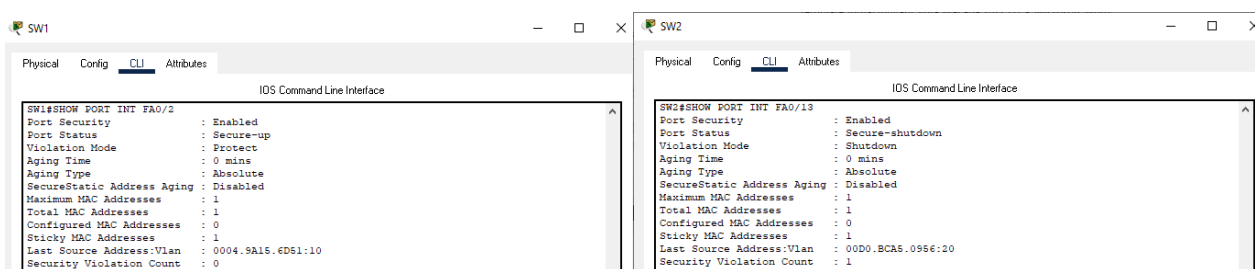 SW1
Physical Config CLI Attributes
IOS Command Line Interface
SW1#SHOW PORT INT FA0/2
Port Security : Enabled
Port Status : Secure-up
Violation Mode : Protect
Aging Time : 0 mins
Aging Type : Absolute
SecureStatic Address Aging : Disabled
Maximum MAC Addresses : 1
Total MAC Addresses : 1
Configured MAC Addresses : 0
Sticky MAC Addresses : 1
Last Source Address:Vlan : 0004.9A15.6D51:10
Security Violation Count : 0
SW2
Physical Config CLI Attributes
IOS Command Line Interface
SW2#SHOW PORT INT FA0/13
Port Security : Enabled
Port Status : Secure-shutdown
Violation Mode : Shutdown
Aging Time : 0 mins
Aging Type : Absolute
SecureStatic Address Aging : Disabled
Maximum MAC Addresses : 1
Total MAC Addresses : 1
Configured MAC Addresses : 0
Sticky MAC Addresses : 1
Last Source Address:Vlan : 00D0.BCA5.0956:20
Security Violation Count : 1